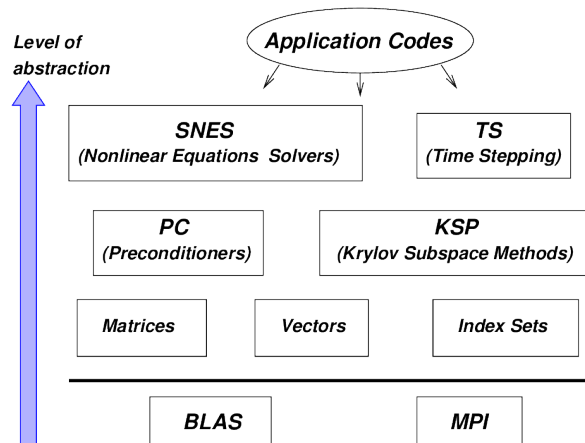 Level of
abstraction
Application Codes
SNES
(Nonlinear Equations Solvers)
TS
(Time Stepping)
PC
(Preconditioners)
KSP
(Krylov Subspace Methods)
Matrices
Vectors
Index Sets
BLAS
MPI